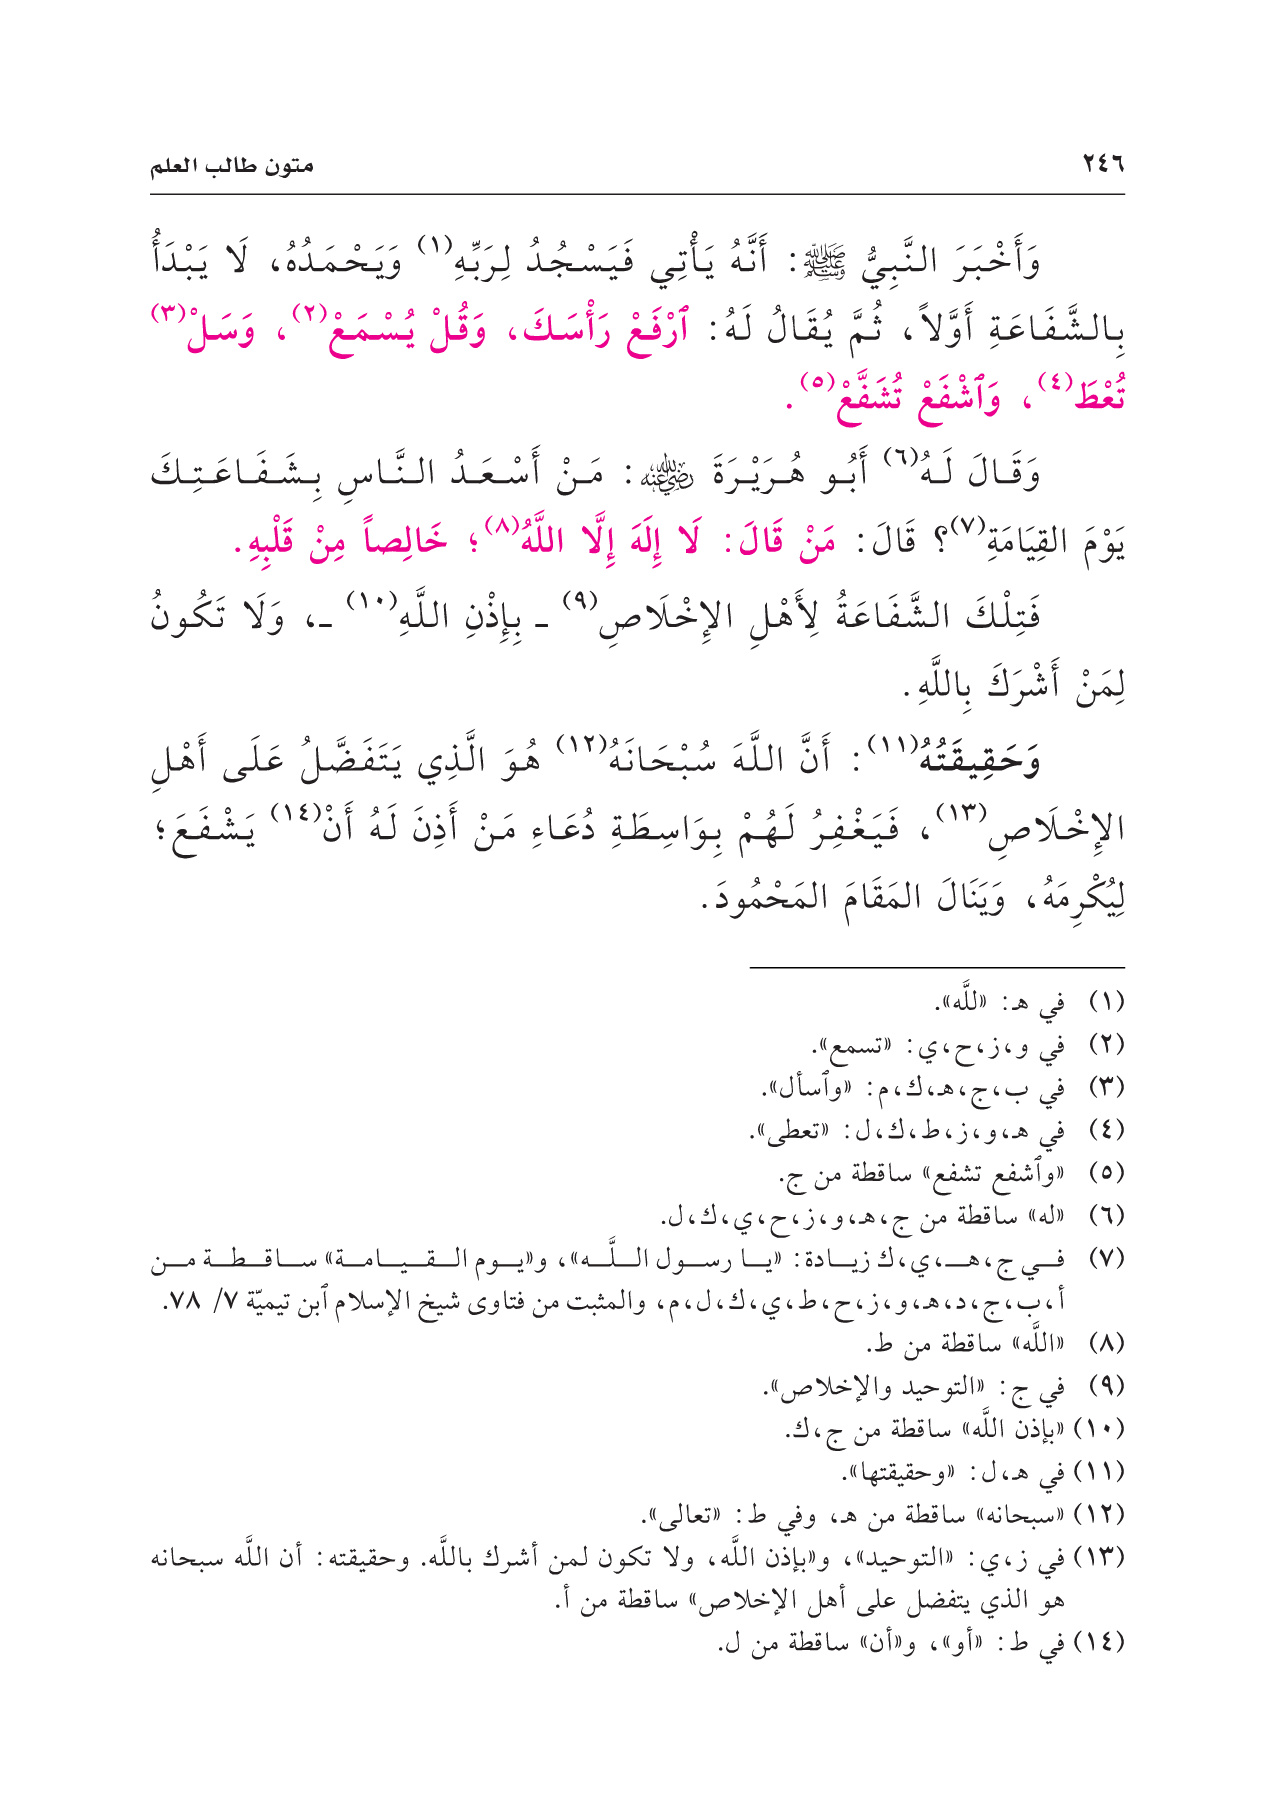 ٢٤٦ متون طالب العلم
وَأَخْبَرَ النَّبِيُّ ﷺ: أَنَّهُ يَأْتِي فَيَسْجُدُ لِرَبِّهِ(١) وَيَحْمَدُهُ، لَا يَبْدَأُ
بِالشَّفَاعَةِ أَوَّلاً، ثُمَّ يُقَالُ لَهُ: ٱرْفَعْ رَأْسَكَ، وَقُلْ يُسْمَعْ(٢)، وَسَلْ(٣)
تُعْطَ(٤)، وَٱشْفَعْ تُشَفَّعْ(٥).
وَقَالَ لَهُ(٦) أَبُو هُرَيْرَةَ رضي الله عنه: مَنْ أَسْعَدُ النَّاسِ بِشَفَاعَتِكَ
يَوْمَ القِيَامَةِ(٧)؟ قَالَ: مَنْ قَالَ: لَا إِلَهَ إِلَّا اللَّهُ(٨)؛ خَالِصاً مِنْ قَلْبِهِ.
فَتِلْكَ الشَّفَاعَةُ لِأَهْلِ الإِخْلَاصِ(٩) ـ بِإِذْنِ اللَّهِ(١٠) ـ، وَلَا تَكُونُ
لِمَنْ أَشْرَكَ بِاللَّهِ.
وَحَقِيقَتُهُ(١١): أَنَّ اللَّهَ سُبْحَانَهُ(١٢) هُوَ الَّذِي يَتَفَضَّلُ عَلَى أَهْلِ
الإِخْلَاصِ(١٣)، فَيَغْفِرُ لَهُمْ بِوَاسِطَةِ دُعَاءِ مَنْ أَذِنَ لَهُ أَنْ(١٤) يَشْفَعَ؛
لِيُكْرِمَهُ، وَيَنَالَ المَقَامَ المَحْمُودَ.
(١) في هـ: «للَّه».
(٢) في و،ز،ح،ي: «تسمع».
(٣) في ب،ج،هـ،ك،م: «وٱسأل».
(٤) في هـ،و،ز،ط،ك،ل: «تعطى».
(٥) «وٱشفع تشفع» ساقطة من ج.
(٦) «له» ساقطة من ج،هـ،و،ز،ح،ي،ك،ل.
(٧) في ج،هـ،ي،ك زيادة: «يا رسول اللَّه»، و«يوم القيامة» ساقطة من
أ،ب،ج،د،هـ،و،ز،ح،ط،ي،ك،ل،م، والمثبت من فتاوى شيخ الإسلام ٱبن تيميّة ٧/ ٧٨.
(٨) «اللَّه» ساقطة من ط.
(٩) في ج: «التوحيد والإخلاص».
(١٠) «بإذن اللَّه» ساقطة من ج،ك.
(١١) في هـ،ل: «وحقيقتها».
(١٢) «سبحانه» ساقطة من هـ، وفي ط: «تعالى».
(١٣) في ز،ي: «التوحيد»، و«بإذن اللَّه، ولا تكون لمن أشرك باللَّه. وحقيقته: أن اللَّه سبحانه
هو الذي يتفضل على أهل الإخلاص» ساقطة من أ.
(١٤) في ط: «أو»، و«أن» ساقطة من ل.